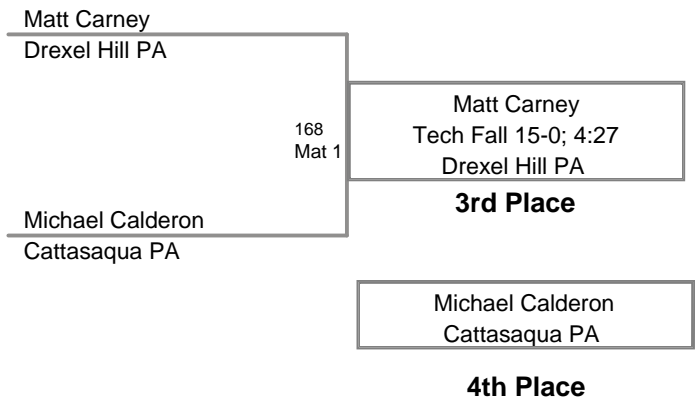 Matt Carney
Drexel Hill PA
168
Mat 1
Matt Carney
Tech Fall 15-0; 4:27
Drexel Hill PA
3rd Place
Michael Calderon
Cattasaqua PA
Michael Calderon
Cattasaqua PA
4th Place